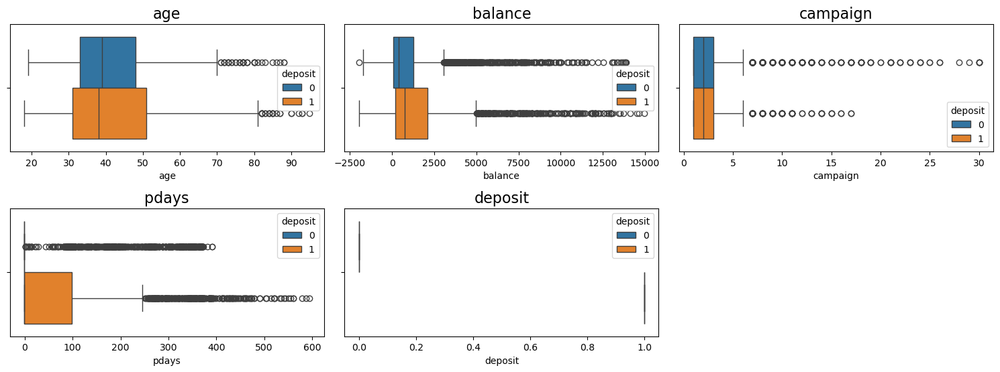 age
deposit
0
1
20 30 40 50 60 70 80 90
age
balance
deposit
0
1
−2500 0 2500 5000 7500 10000 12500 15000
balance
campaign
deposit
0
1
0 5 10 15 20 25 30
campaign
pdays
deposit
0
1
0 100 200 300 400 500 600
pdays
deposit
deposit
0
1
0.0 0.2 0.4 0.6 0.8 1.0
deposit